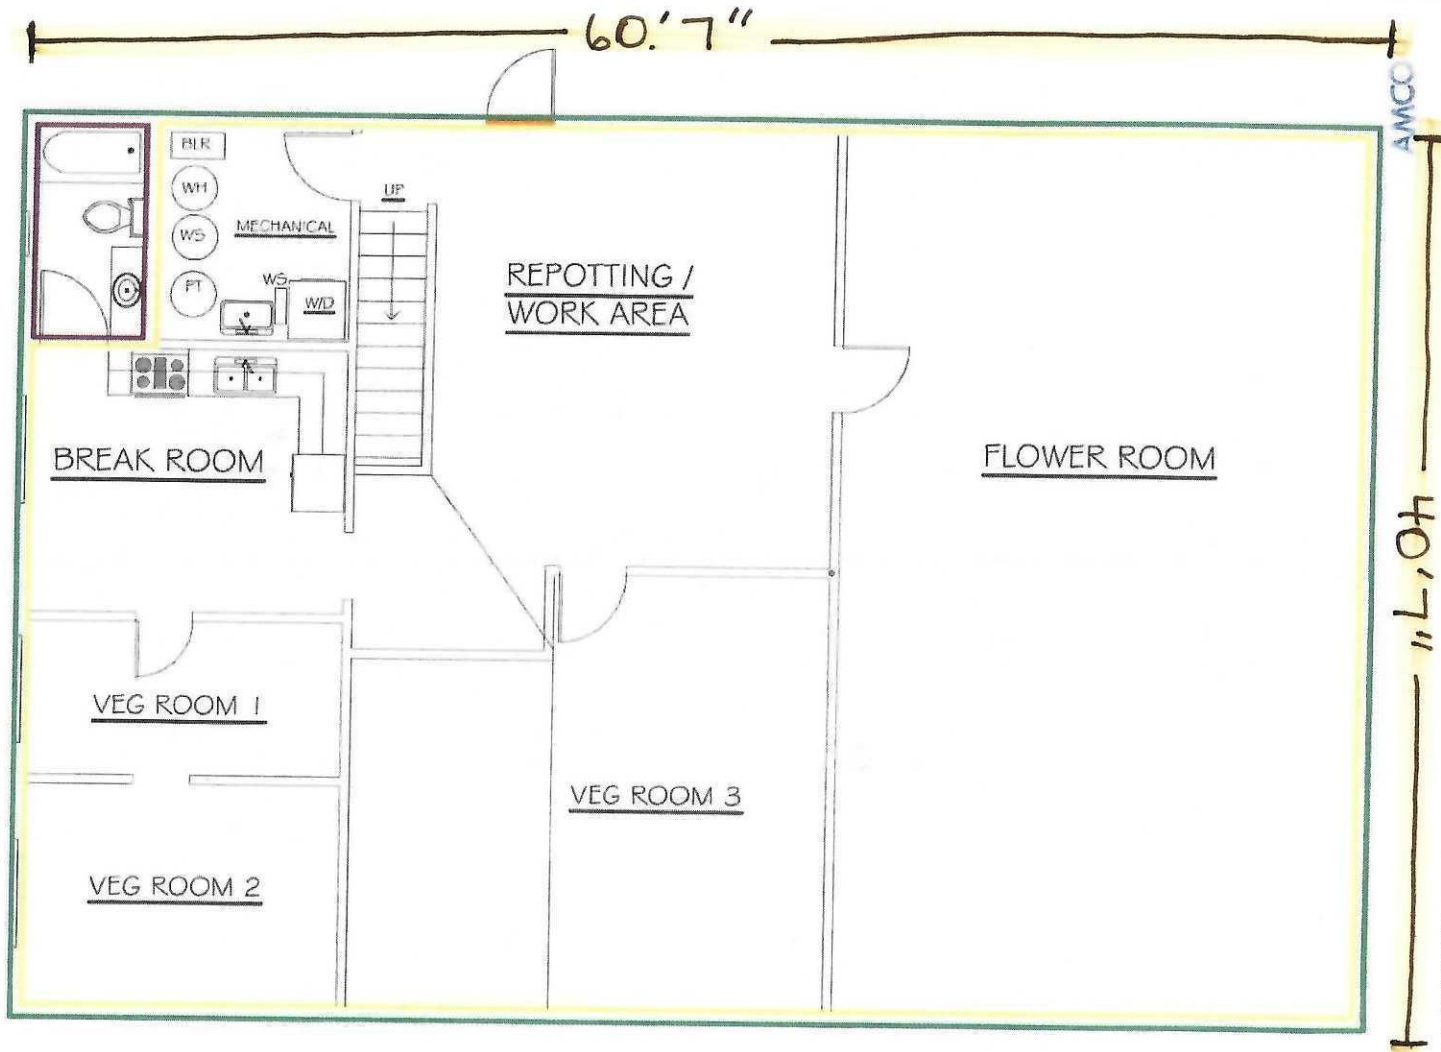 60.'7"
AMCO
BLR
WH
UP
MECHANICAL
WS
WS
PT
W/D
REPOTTING /
WORK AREA
BREAK ROOM
FLOWER ROOM
40'7"
VEG ROOM 1
VEG ROOM 3
VEG ROOM 2